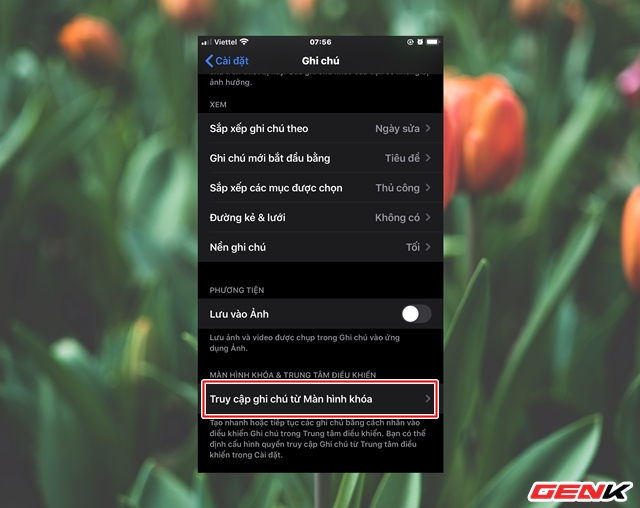 Viettel 07:56
Cài đặt Ghi chú
ảnh hưởng.
XEM
Sắp xếp ghi chú theo Ngày sửa
Ghi chú mới bắt đầu bằng Tiêu đề
Sắp xếp các mục được chọn Thủ công
Đường kẻ & lưới Không có
Nền ghi chú Tối
PHƯƠNG TIỆN
Lưu vào Ảnh
Lưu ảnh và video được chụp trong Ghi chú vào ứng
dụng Ảnh.
MÀN HÌNH KHÓA & TRUNG TÂM ĐIỀU KHIỂN
Truy cập ghi chú từ Màn hình khóa
Tạo nhanh hoặc tiếp tục các ghi chú bằng cách nhấn vào
điều khiển Ghi chú trong Trung tâm điều khiển. Bạn có thể
định cấu hình quyền truy cập Ghi chú từ Trung tâm điều
khiển trong Cài đặt.
GENK